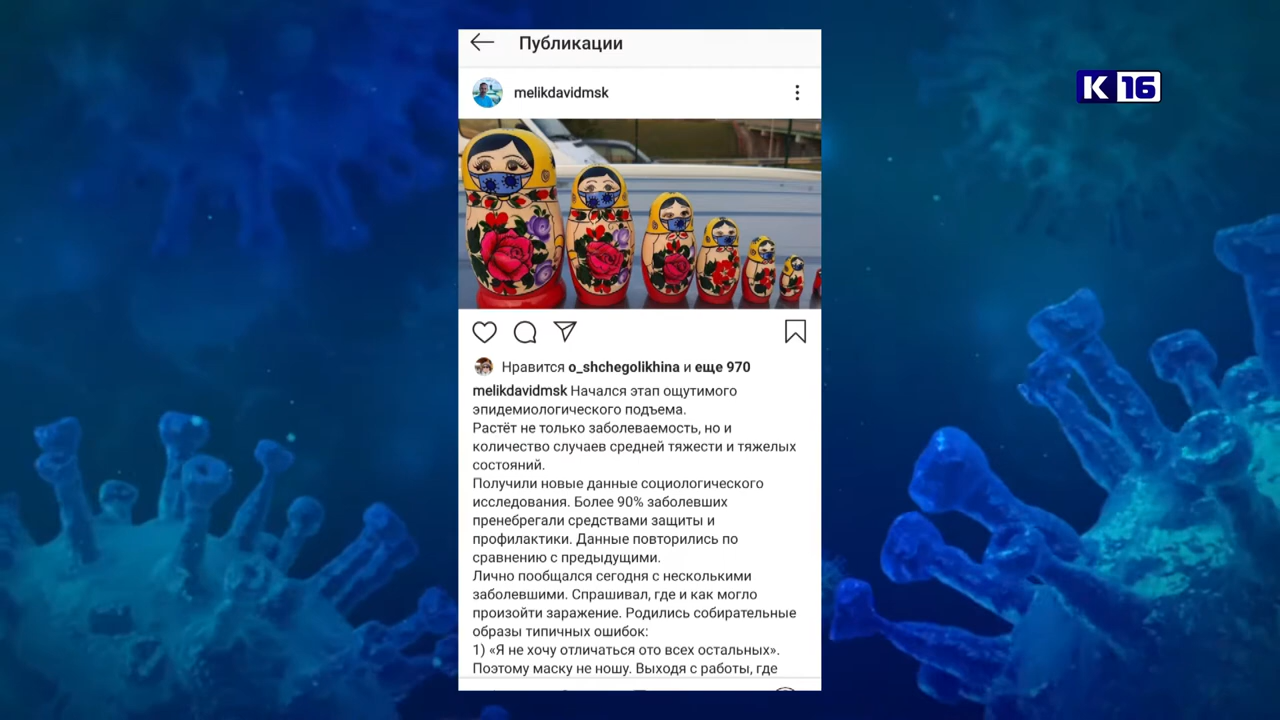 Публикации
K 16
melikdavidmsk
Нравится o_shchegolikhina и еще 970
melikdavidmsk Начался этап ощутимого
эпидемиологического подъема.
Растёт не только заболеваемость, но и
количество случаев средней тяжести и тяжелых
состояний.
Получили новые данные социологического
исследования. Более 90% заболевших
пренебрегали средствами защиты и
профилактики. Данные повторились по
сравнению с предыдущими.
Лично пообщался сегодня с несколькими
заболевшими. Спрашивал, где и как могло
произойти заражение. Родились собирательные
образы типичных ошибок:
1) «Я не хочу отличаться ото всех остальных».
Поэтому маску не ношу. Выходя с работы, где